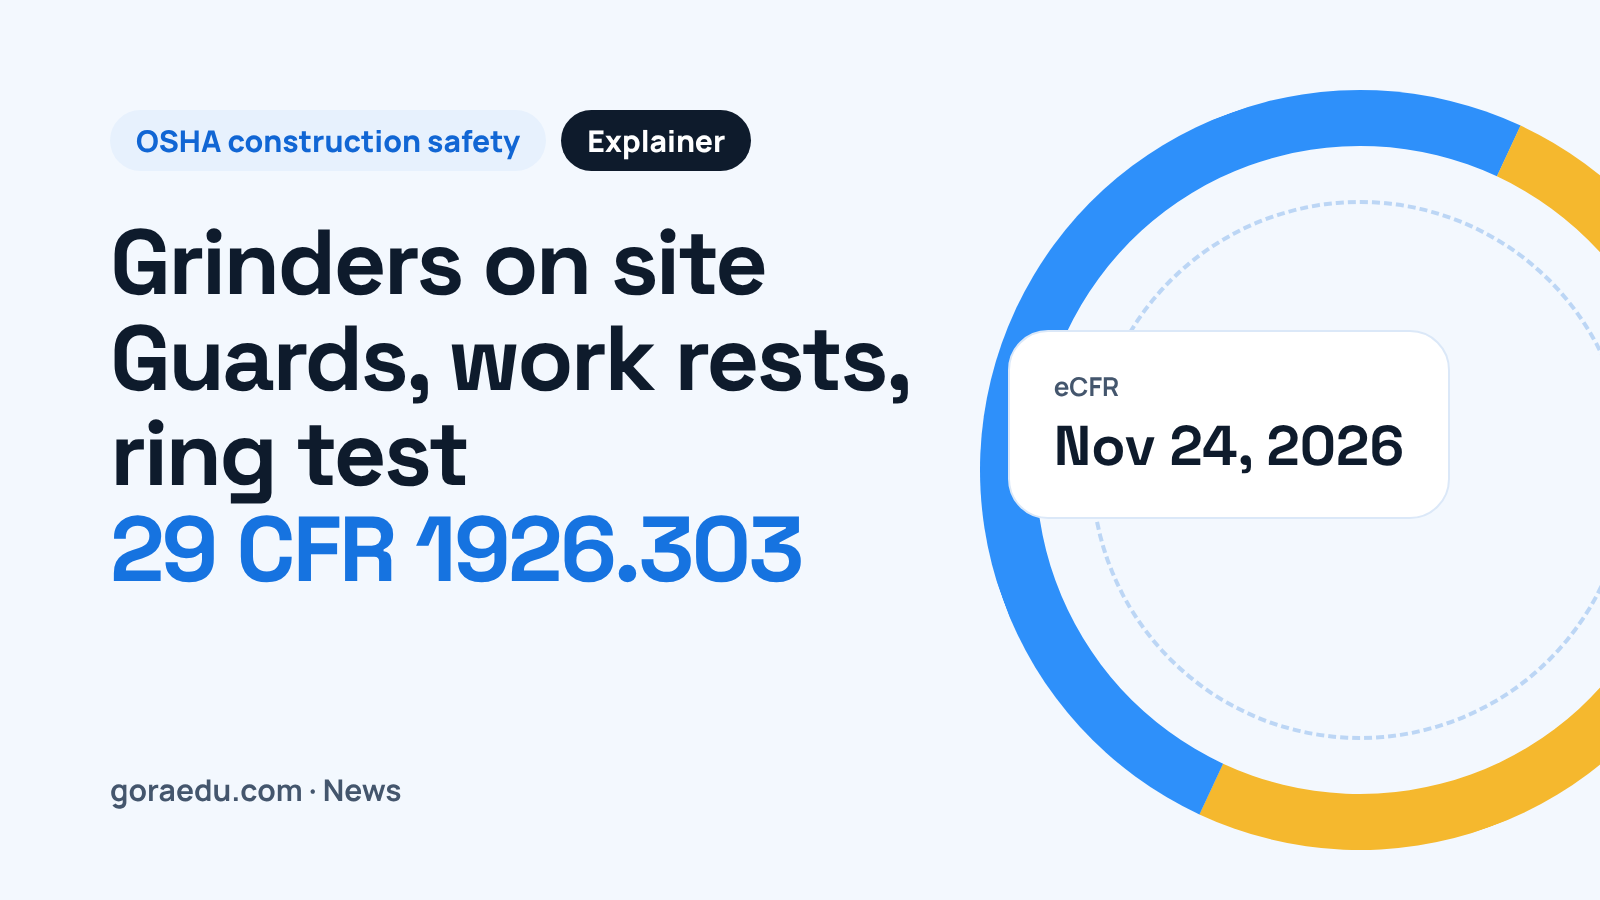 OSHA construction safety
Explainer
Grinders on site
Guards, work rests,
ring test
29 CFR 1926.303
eCFR
Nov 24, 2026
goraedu.com · News